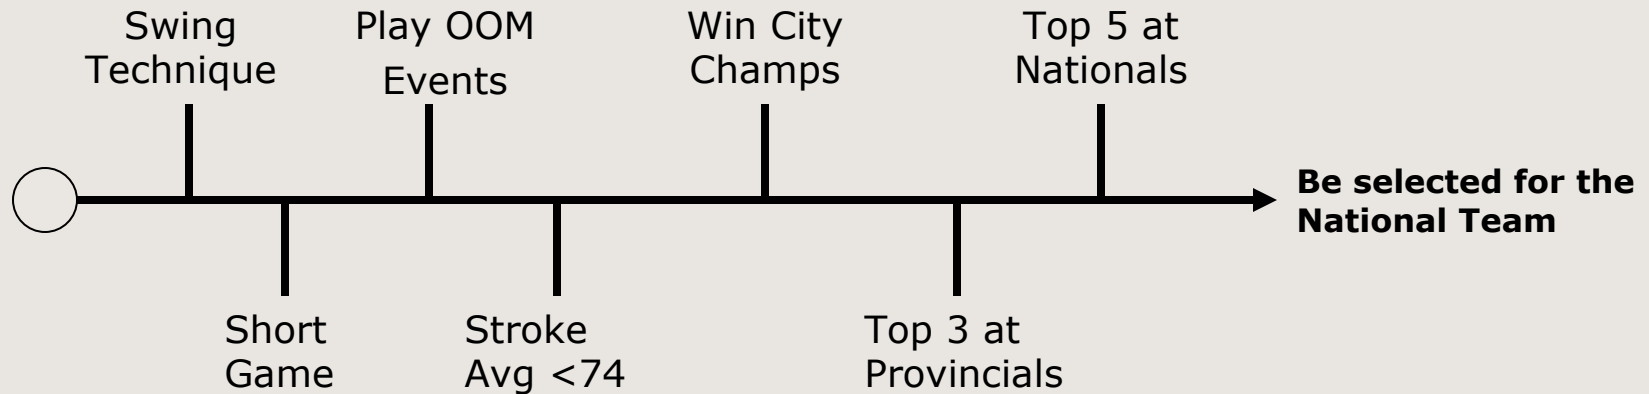 Swing
Technique
Play OOM
Events
Win City
Champs
Top 5 at
Nationals
Be selected for the
National Team
Short
Game
Stroke
Avg <74
Top 3 at
Provincials